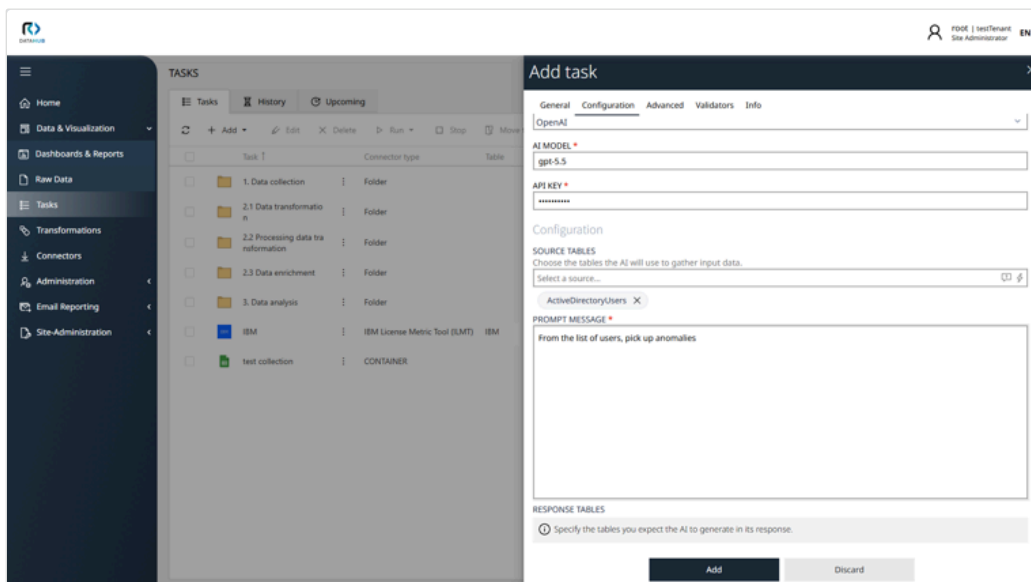 DATAHUB
root | testTenant
Site Administrator
EN
Home
Data & Visualization
Dashboards & Reports
Raw Data
Tasks
Transformations
Connectors
Administration
Email Reporting
Site-Administration
TASKS
Tasks
History
Upcoming
+ Add
Edit
Delete
Run
Stop
Move
Task
Connector type
Table
1. Data collection
Folder
2.1 Data transformatio
n
Folder
2.2 Processing data tra
nsformation
Folder
2.3 Data enrichment
Folder
3. Data analysis
Folder
IBM
IBM License Metric Tool (ILMT)
IBM
test collection
CONTAINER
Add task
General
Configuration
Advanced
Validators
Info
OpenAI
AI MODEL *
gpt-5.5
API KEY *
••••••••••
Configuration
SOURCE TABLES
Choose the tables the AI will use to gather input data.
Select a source...
ActiveDirectoryUsers
PROMPT MESSAGE *
From the list of users, pick up anomalies
RESPONSE TABLES
Specify the tables you expect the AI to generate in its response.
Add
Discard